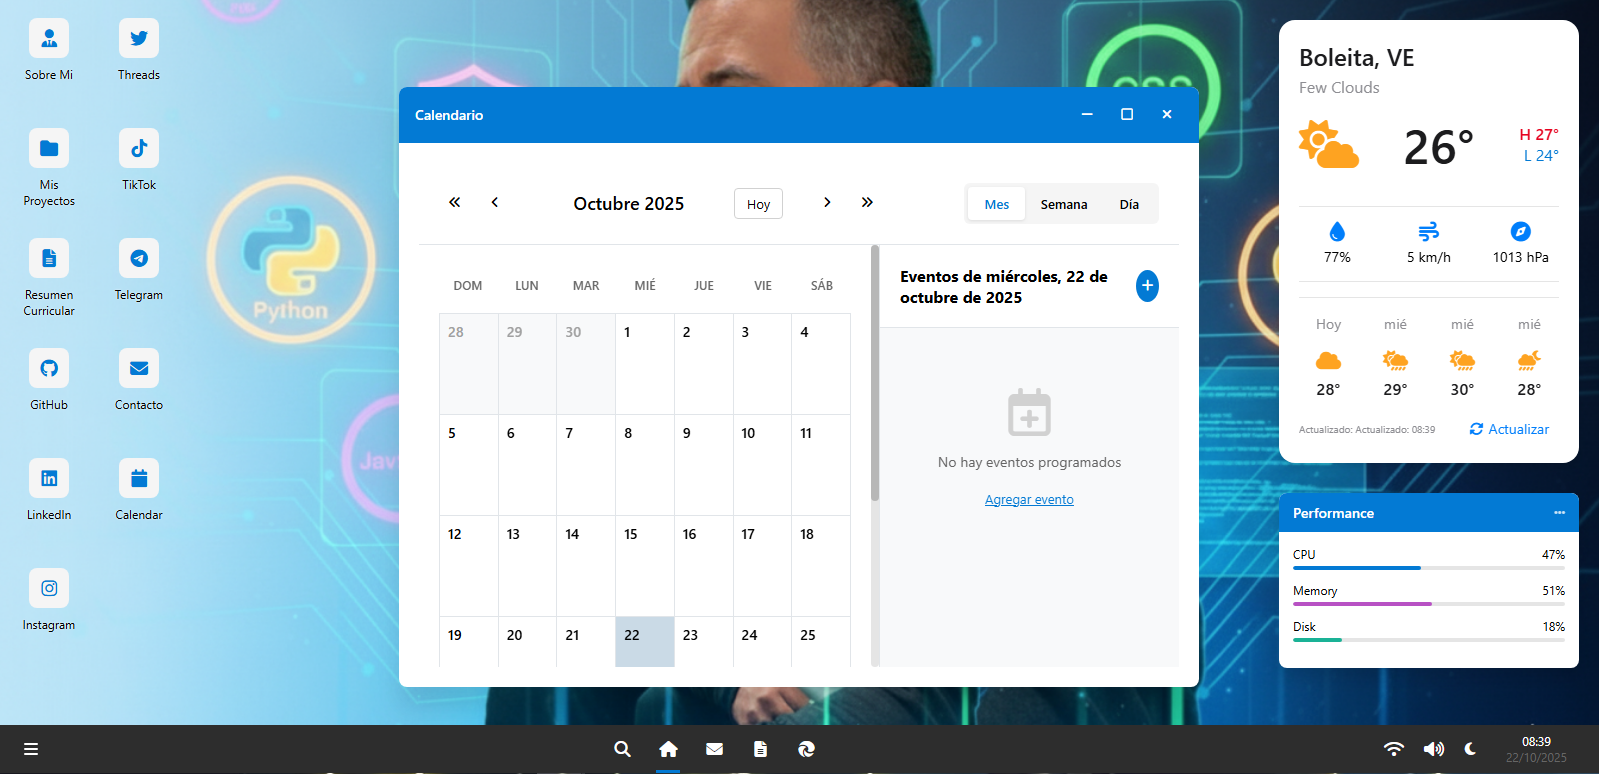 Sobre Mi
Threads
Mis
Proyectos
TikTok
Resumen
Curricular
Telegram
GitHub
Contacto
LinkedIn
Calendar
Instagram
Python
CSS
Calendario
Octubre 2025
Hoy
Mes
Semana
Día
DOM LUN MAR MIÉ JUE VIE SÁB
28 29 30 1 2 3 4
5 6 7 8 9 10 11
12 13 14 15 16 17 18
19 20 21 22 23 24 25
Eventos de miércoles, 22 de
octubre de 2025
No hay eventos programados
Agregar evento
Boleita, VE
Few Clouds
26°
H 27°
L 24°
77% 5 km/h 1013 hPa
Hoy mié mié mié
28° 29° 30° 28°
Actualizado: Actualizado: 08:39
Actualizar
Performance
CPU 47%
Memory 51%
Disk 18%
08:39
22/10/2025